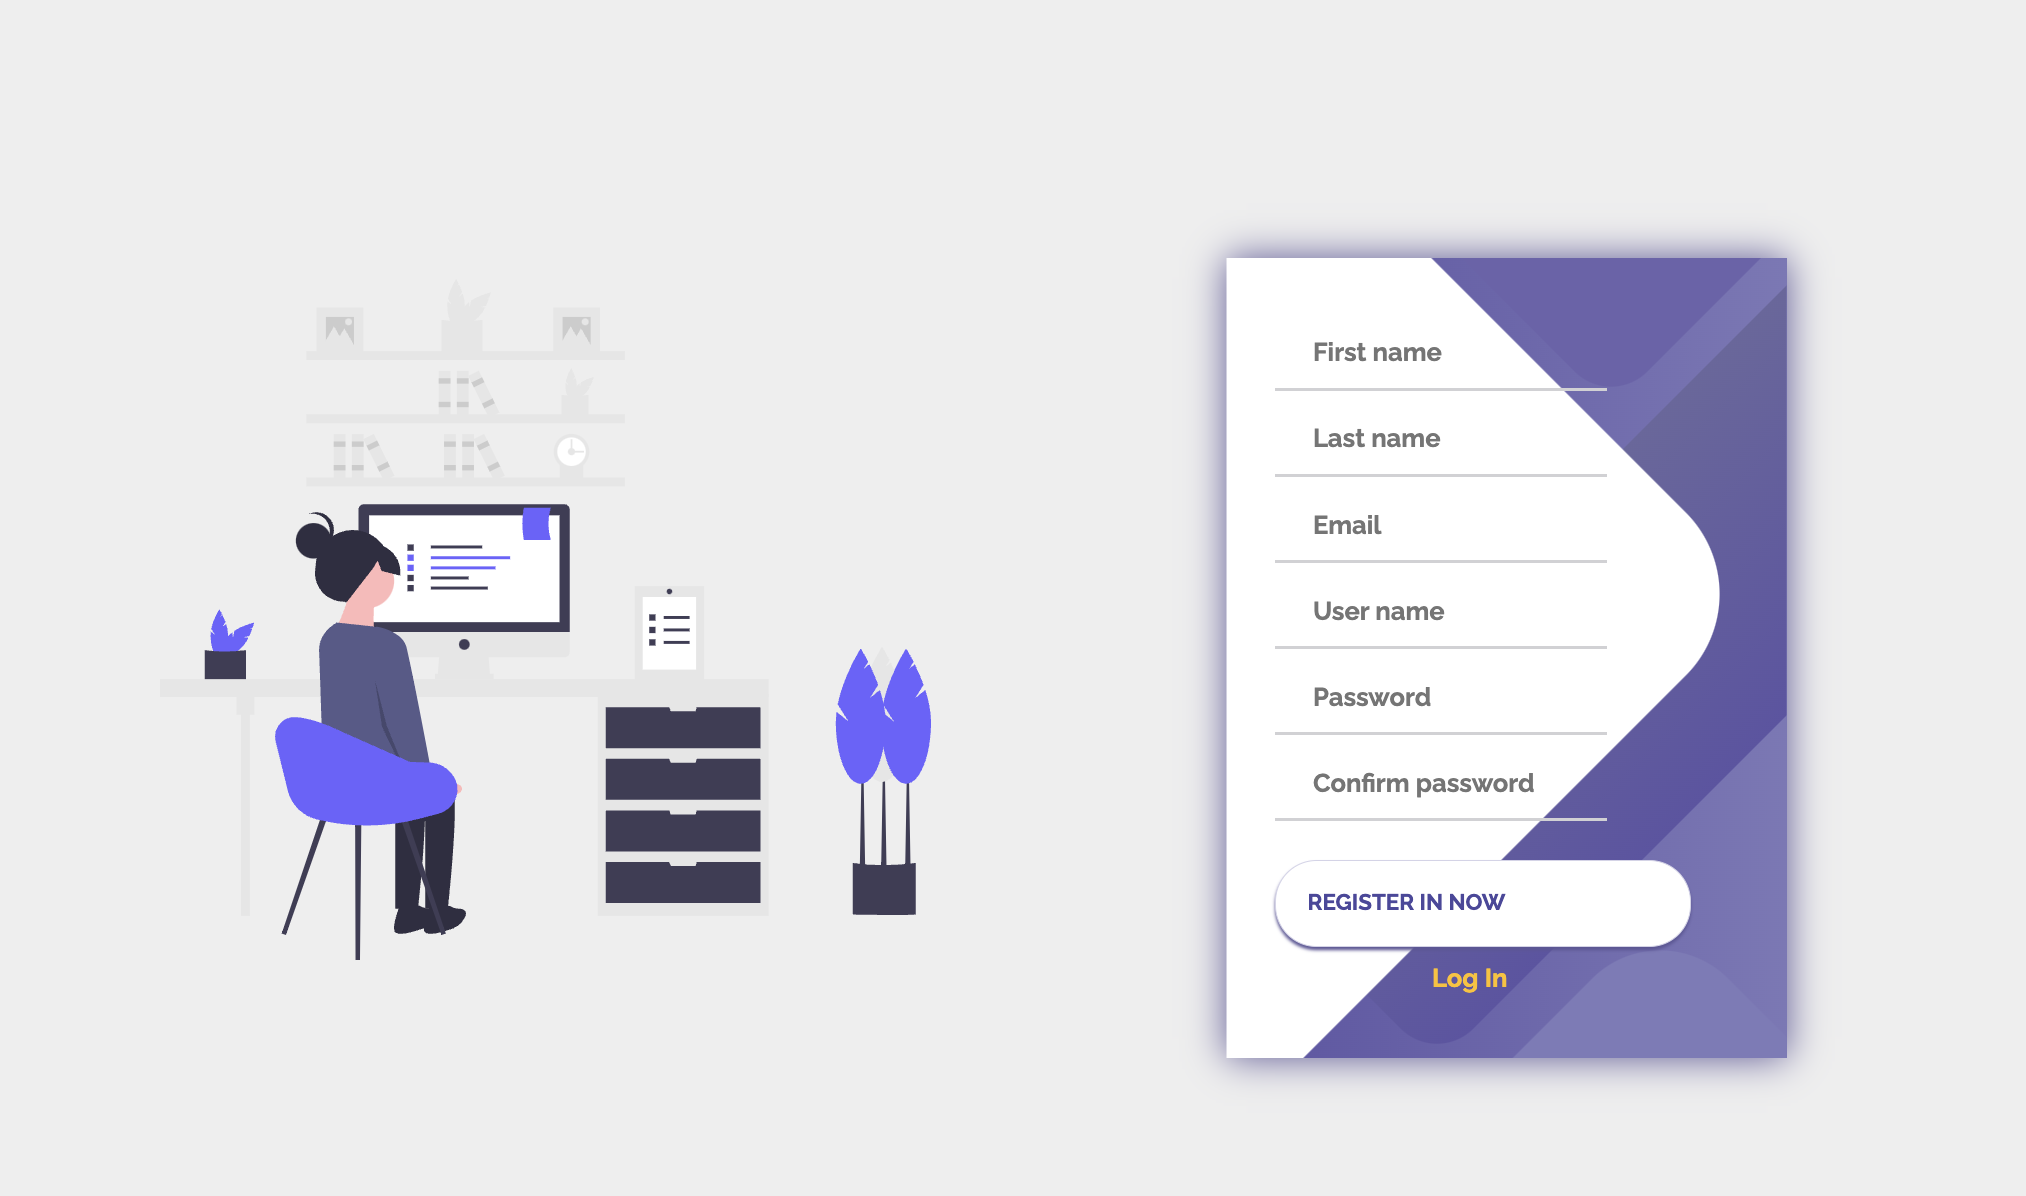 First name
Last name
Email
User name
Password
Confirm password
REGISTER IN NOW
Log In